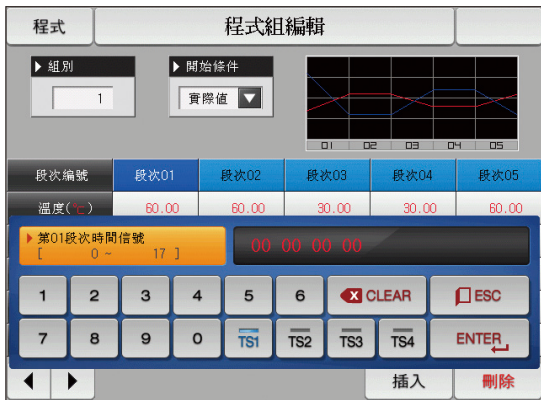 程式
程式組編輯
▶ 組別
1
▶ 開始條件
實際值
01 02 03 04 05
段次編號 段次01 段次02 段次03 段次04 段次05
溫度(℃) 60.00 60.00 30.00 30.00 60.00
第01段次時間信號
[ 0 ~ 17 ]
00 00 00 00
1 2 3 4 5 6 CLEAR ESC
7 8 9 0 TS1 TS2 TS3 TS4 ENTER
插入 刪除